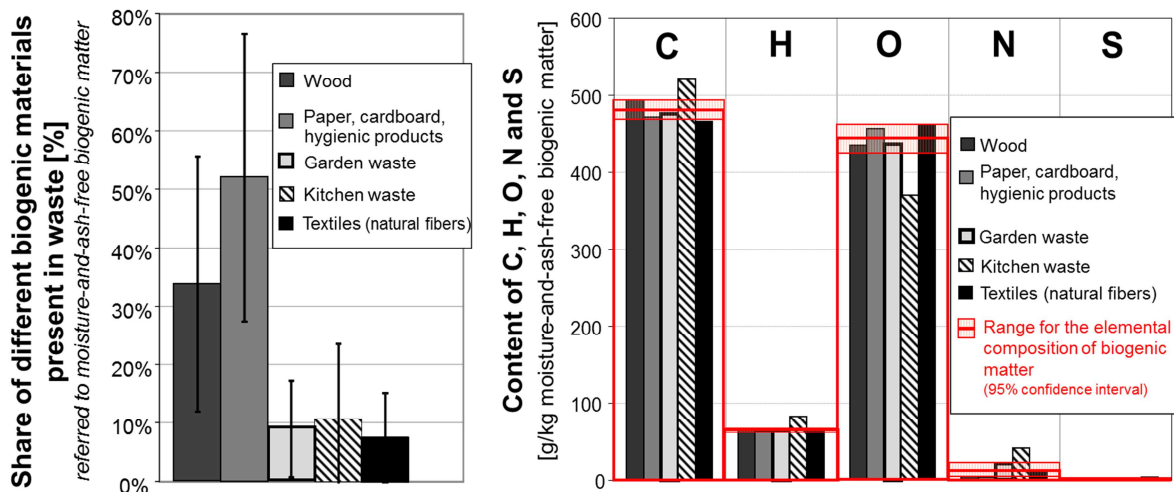 Share of different biogenic materials
present in waste [%]
referred to moisture-and-ash-free biogenic matter
80%
70%
60%
50%
40%
30%
20%
10%
0%
Wood
Paper, cardboard,
hygienic products
Garden waste
Kitchen waste
Textiles (natural fibers)
Content of C, H, O, N and S
[g/kg moisture-and-ash-free biogenic matter]
600
500
400
300
200
100
0
C H O N S
Wood
Paper, cardboard,
hygienic products
Garden waste
Kitchen waste
Textiles (natural fibers)
Range for the elemental
composition of biogenic
matter
(95% confidence interval)